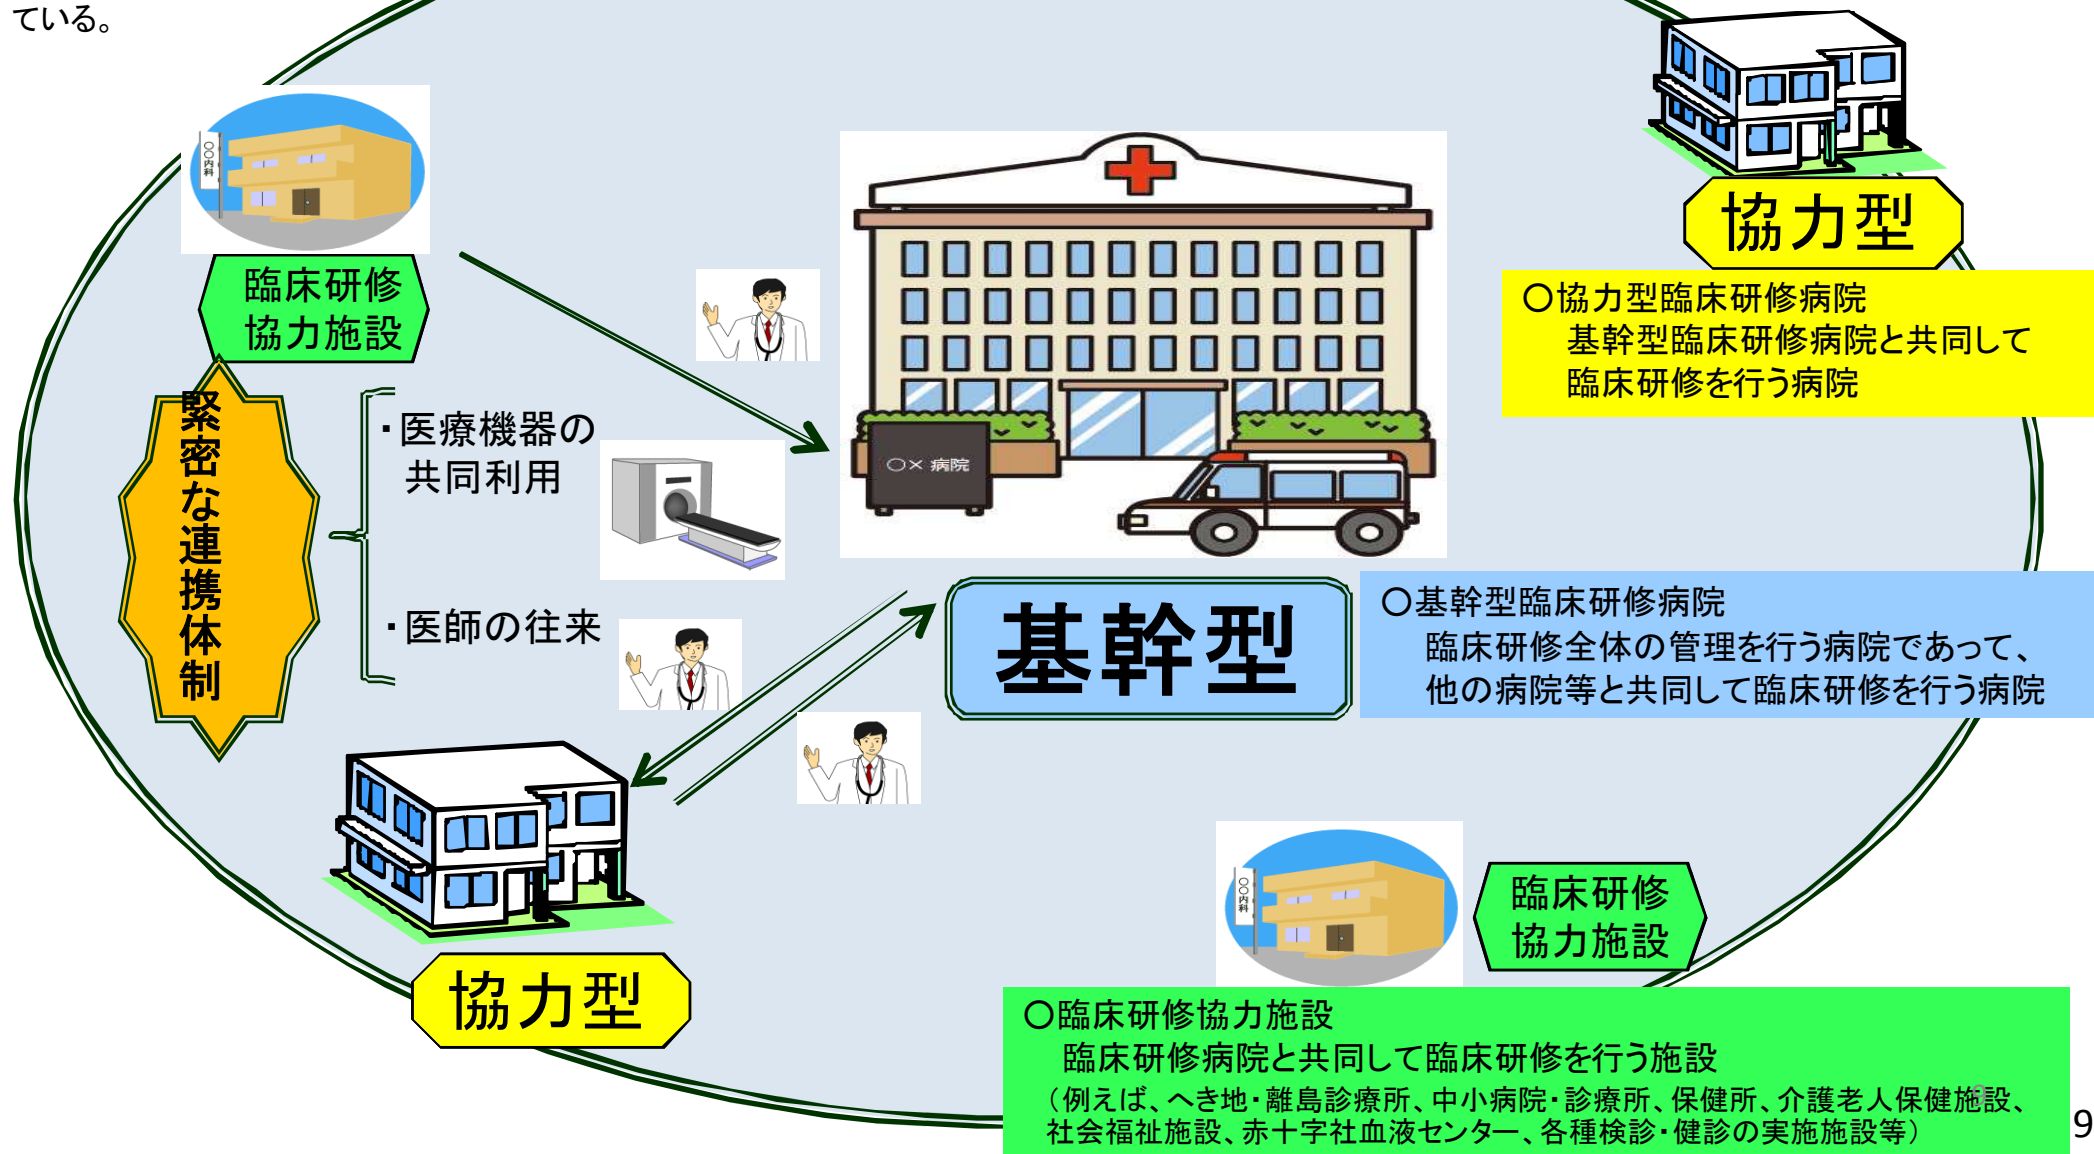 ている。
〇〇内科
臨床研修
協力施設
協力型
〇協力型臨床研修病院
基幹型臨床研修病院と共同して
臨床研修を行う病院
緊密な連携体制
・医療機器の
共同利用
〇× 病院
・医師の往来
基幹型
〇基幹型臨床研修病院
臨床研修全体の管理を行う病院であって、
他の病院等と共同して臨床研修を行う病院
協力型
〇〇内科
臨床研修
協力施設
〇臨床研修協力施設
臨床研修病院と共同して臨床研修を行う施設
（例えば、へき地・離島診療所、中小病院・診療所、保健所、介護老人保健施設、
社会福祉施設、赤十字社血液センター、各種検診・健診の実施施設等）
9
9